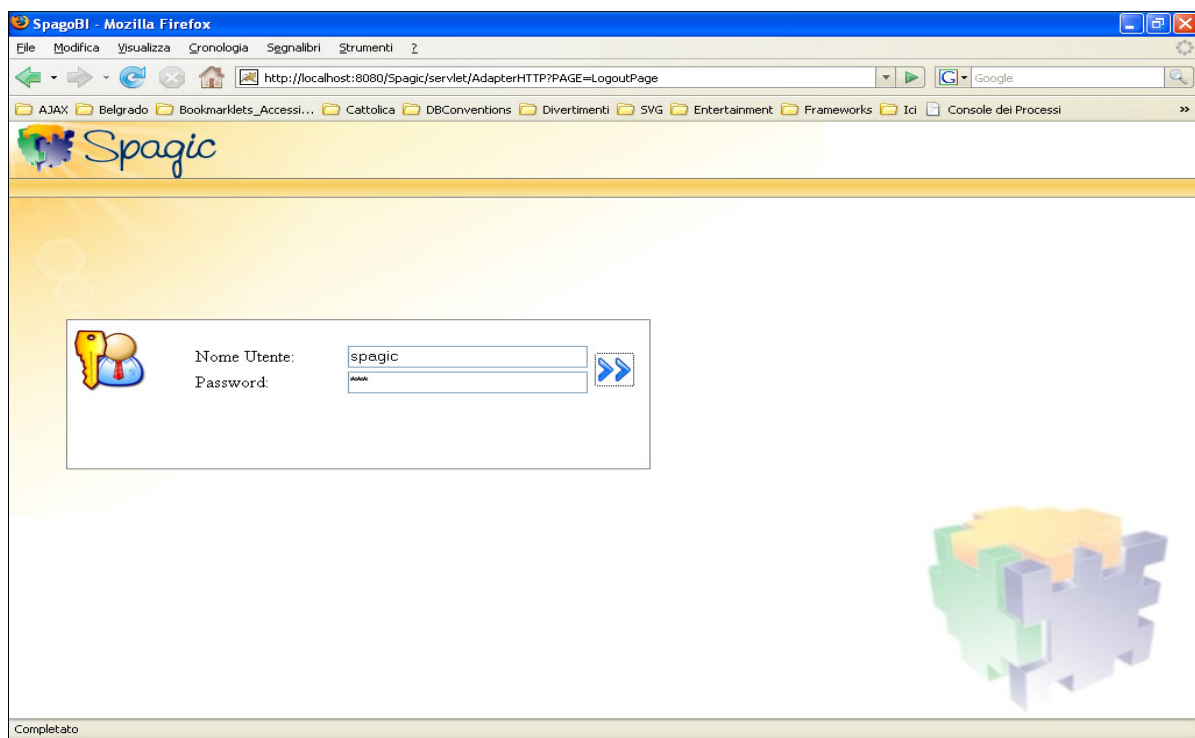 SpagoBI - Mozilla Firefox
File Modifica Visualizza Cronologia Segnalibri Strumenti ?
http://localhost:8080/Spagic/servlet/AdapterHTTP?PAGE=LogoutPage G Google
AJAX Belgrado Bookmarklets_Accessi... Cattolica DBConventions Divertimenti SVG Entertainment Frameworks Ici Console dei Processi »
Spagic
Nome Utente: spagic
Password: ****
Completato